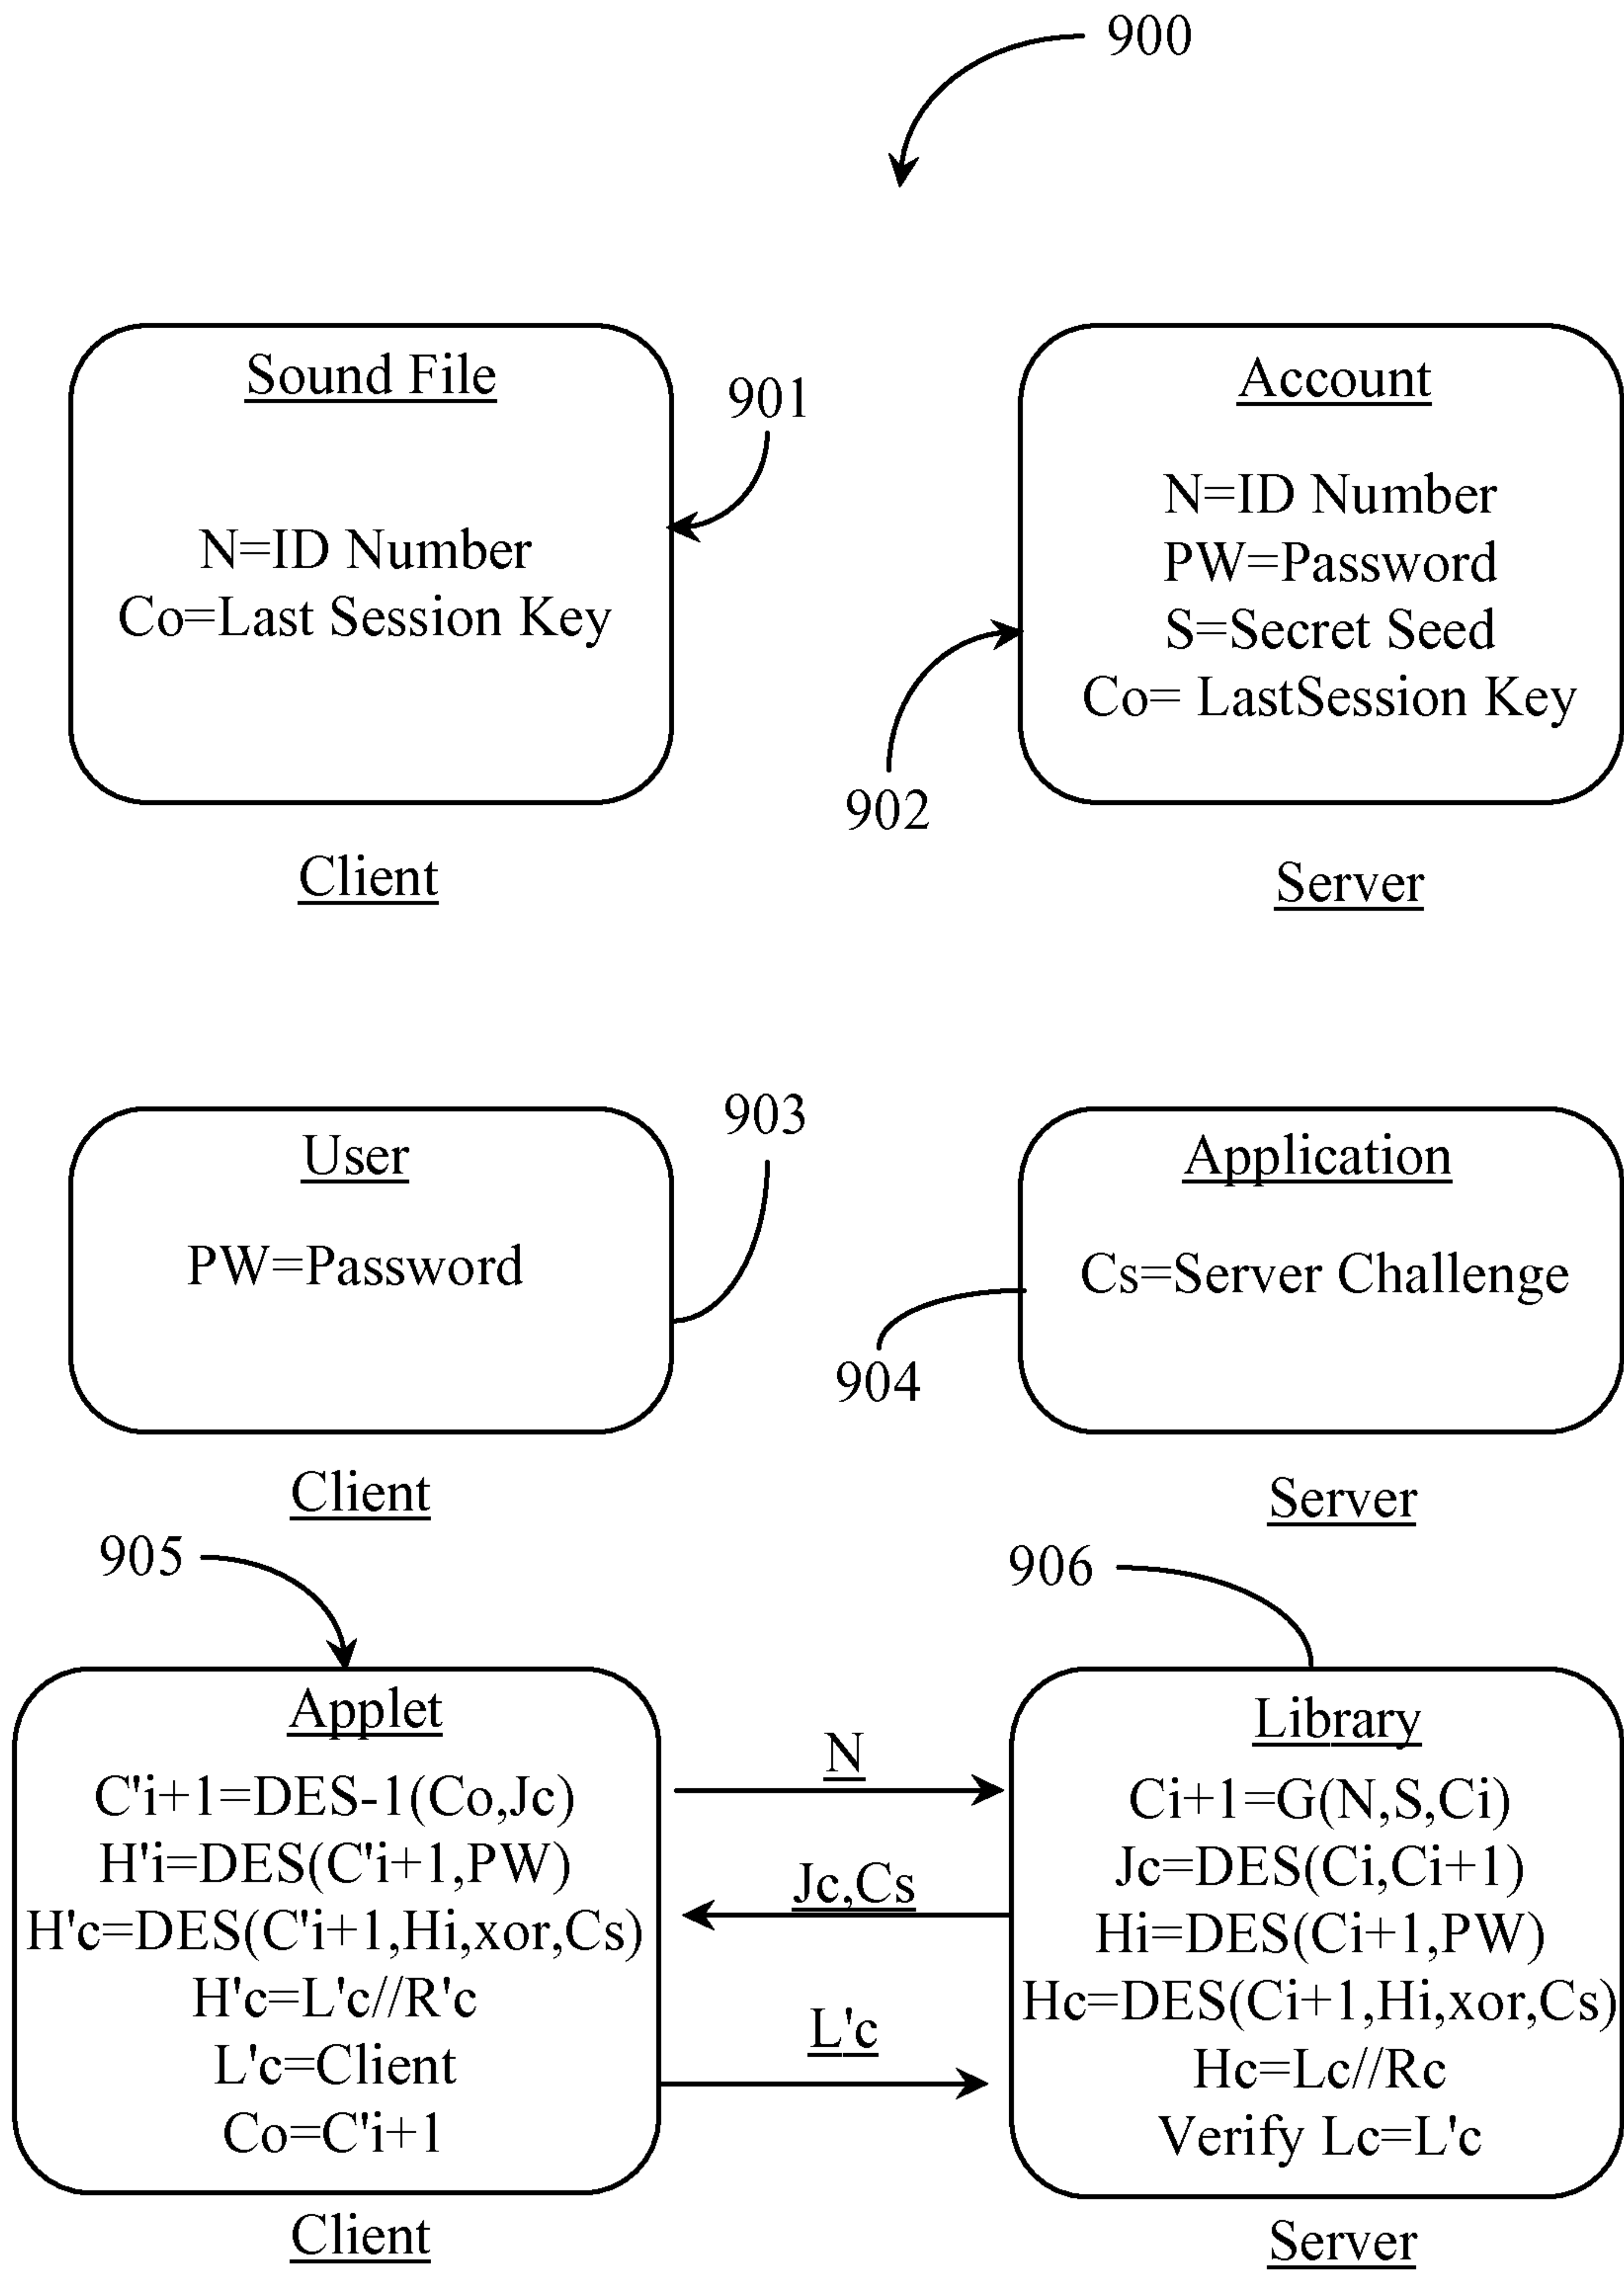 900
Sound File
N=ID Number
Co=Last Session Key
901
Client
Account
N=ID Number
PW=Password
S=Secret Seed
Co= LastSession Key
902
Server
User
PW=Password
903
Client
Application
Cs=Server Challenge
904
Server
905
Applet
C'i+1=DES-1(Co,Jc)
H'i=DES(C'i+1,PW)
H'c=DES(C'i+1,Hi,xor,Cs)
H'c=L'c//R'c
L'c=Client
Co=C'i+1
Client
N
Jc,Cs
L'c
906
Library
Ci+1=G(N,S,Ci)
Jc=DES(Ci,Ci+1)
Hi=DES(Ci+1,PW)
Hc=DES(Ci+1,Hi,xor,Cs)
Hc=Lc//Rc
Verify Lc=L'c
Server